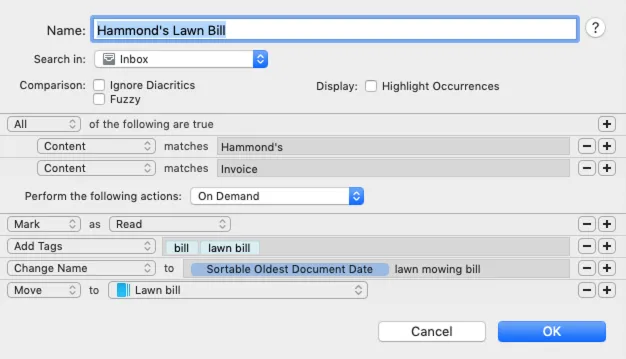 Name: Hammond's Lawn Bill ?
Search in: Inbox
Comparison: Ignore Diacritics Display: Highlight Occurrences
Fuzzy
All of the following are true
Content matches Hammond's
Content matches Invoice
Perform the following actions: On Demand
Mark as Read
Add Tags bill lawn bill
Change Name to Sortable Oldest Document Date lawn mowing bill
Move to Lawn bill
Cancel OK